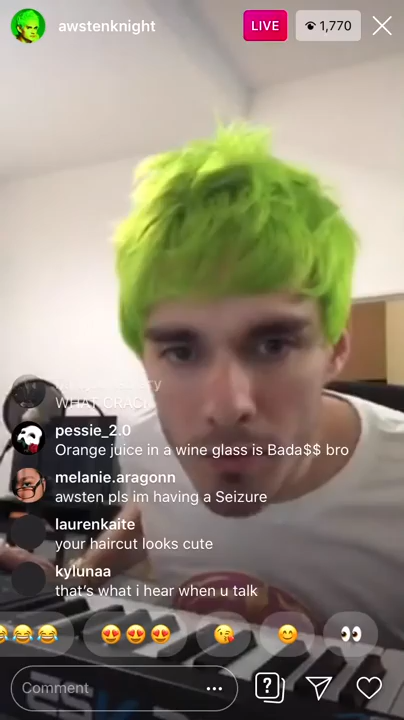 awstenknight
LIVE
1,770
WHAT CRAC
pessie_2.0
Orange juice in a wine glass is Bada$$ bro
melanie.aragonn
awsten pls im having a Seizure
laurenkaite
your haircut looks cute
kylunaa
that's what i hear when u talk
Comment